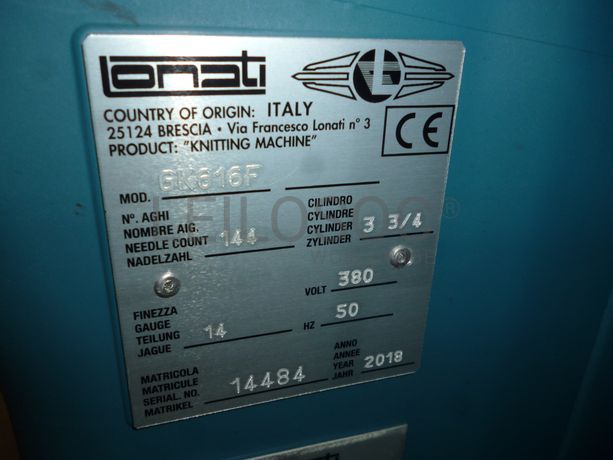 Lonati
COUNTRY OF ORIGIN: ITALY
25124 BRESCIA • Via Francesco Lonati n° 3
PRODUCT: "KNITTING MACHINE"
CE
MOD. GK616F
N°. AGHI
NOMBRE AIG.
NEEDLE COUNT 144
NADELZAHL
CILINDRO
CYLINDRE
CYLINDER 3 3/4
ZYLINDER
VOLT 380
FINEZZA
GAUGE
TEILUNG 14
JAGUE
HZ 50
MATRICOLA
MATRICULE
SERIAL. NO. 14484
MATRIKEL
ANNO
ANNEE
YEAR 2018
JAHR
LEILOSOC®